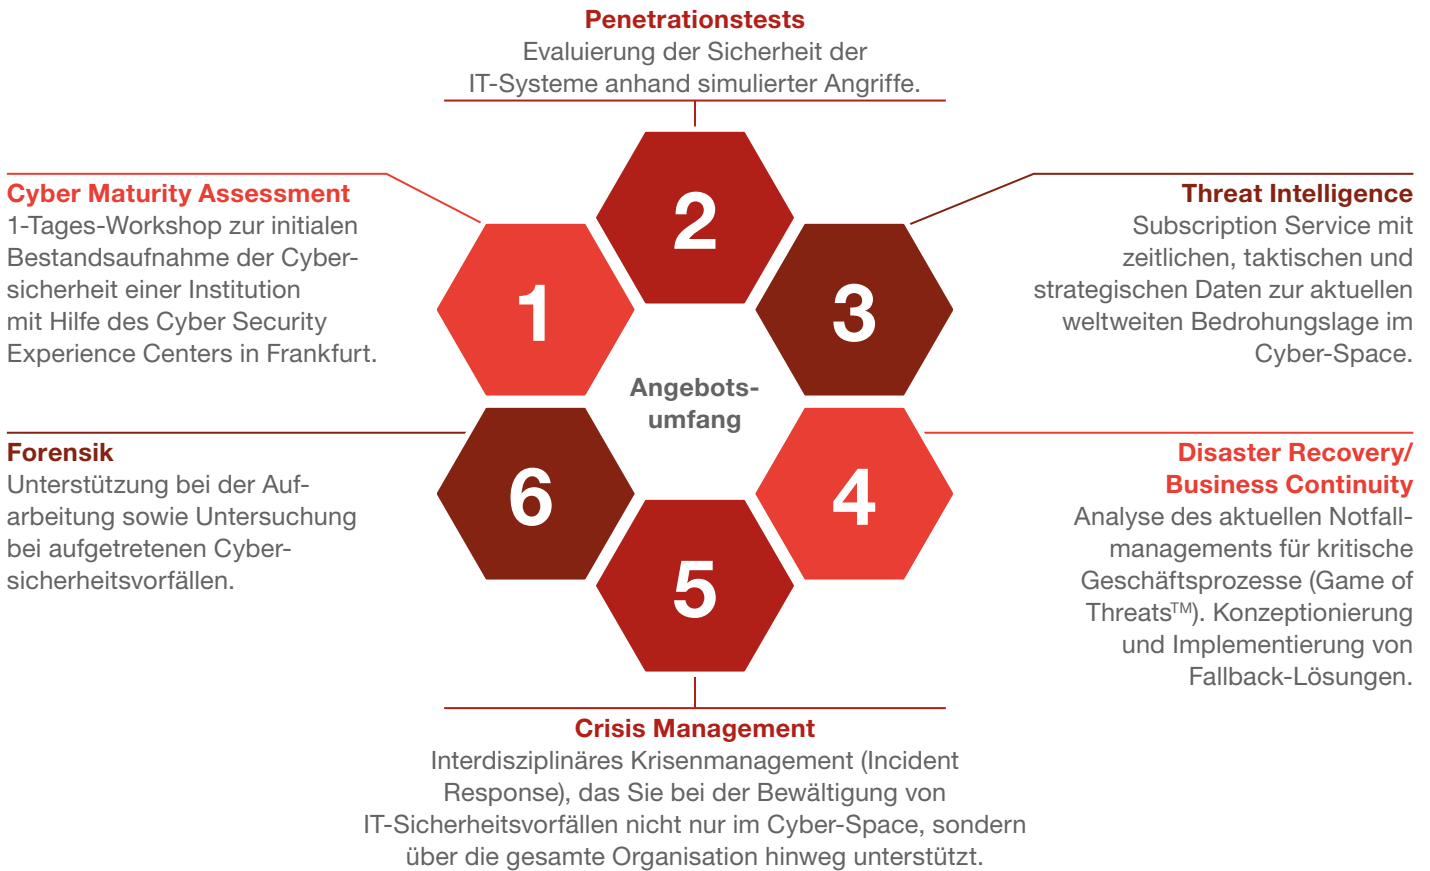 Penetrationstests
Evaluierung der Sicherheit der
IT-Systeme anhand simulierter Angriffe.
Cyber Maturity Assessment
1-Tages-Workshop zur initialen
Bestandsaufnahme der Cyber-
sicherheit einer Institution
mit Hilfe des Cyber Security
Experience Centers in Frankfurt.
2
1
3
Threat Intelligence
Subscription Service mit
zeitlichen, taktischen und
strategischen Daten zur aktuellen
weltweiten Bedrohungslage im
Cyber-Space.
Angebots-
umfang
Forensik
Unterstützung bei der Auf-
arbeitung sowie Untersuchung
bei aufgetretenen Cyber-
sicherheitsvorfällen.
6
4
5
Disaster Recovery/
Business Continuity
Analyse des aktuellen Notfall-
managements für kritische
Geschäftsprozesse (Game of
Threats™). Konzeptionierung
und Implementierung von
Fallback-Lösungen.
Crisis Management
Interdisziplinäres Krisenmanagement (Incident
Response), das Sie bei der Bewältigung von
IT-Sicherheitsvorfällen nicht nur im Cyber-Space, sondern
über die gesamte Organisation hinweg unterstützt.